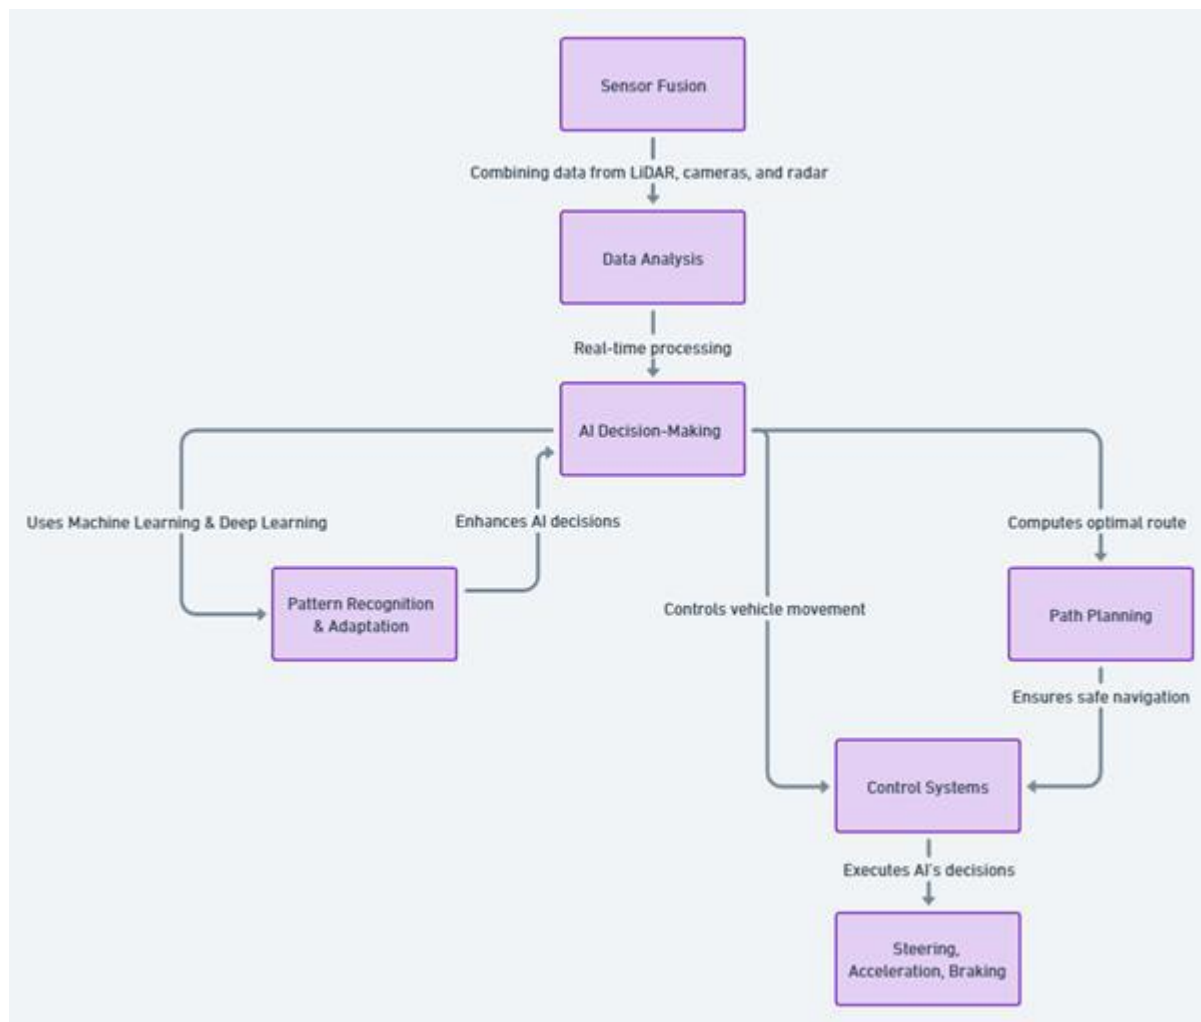 Sensor Fusion
Combining data from LiDAR, cameras, and radar
Data Analysis
Real-time processing
AI Decision-Making
Uses Machine Learning & Deep Learning
Enhances AI decisions
Computes optimal route
Pattern Recognition
& Adaptation
Controls vehicle movement
Path Planning
Ensures safe navigation
Control Systems
Executes AI's decisions
Steering,
Acceleration, Braking